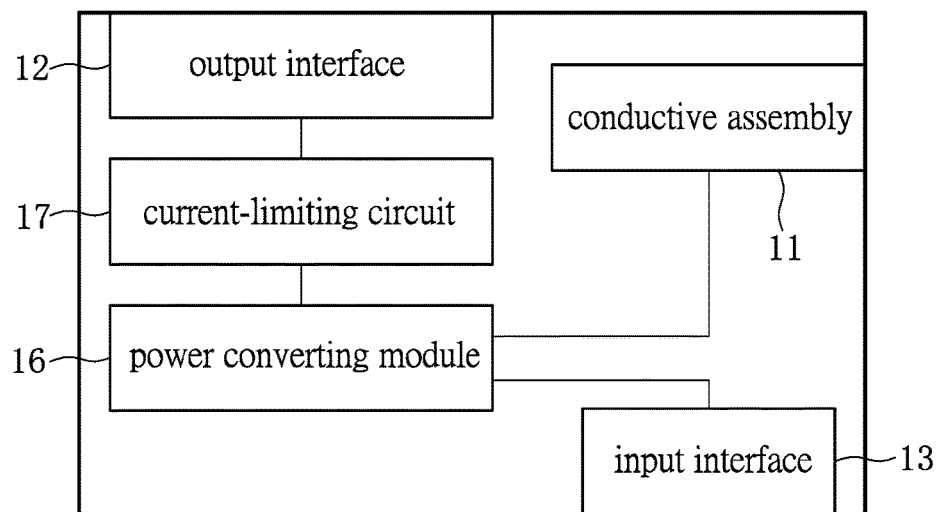 12
output interface
conductive assembly
17
current-limiting circuit
11
16
power converting module
input interface
13